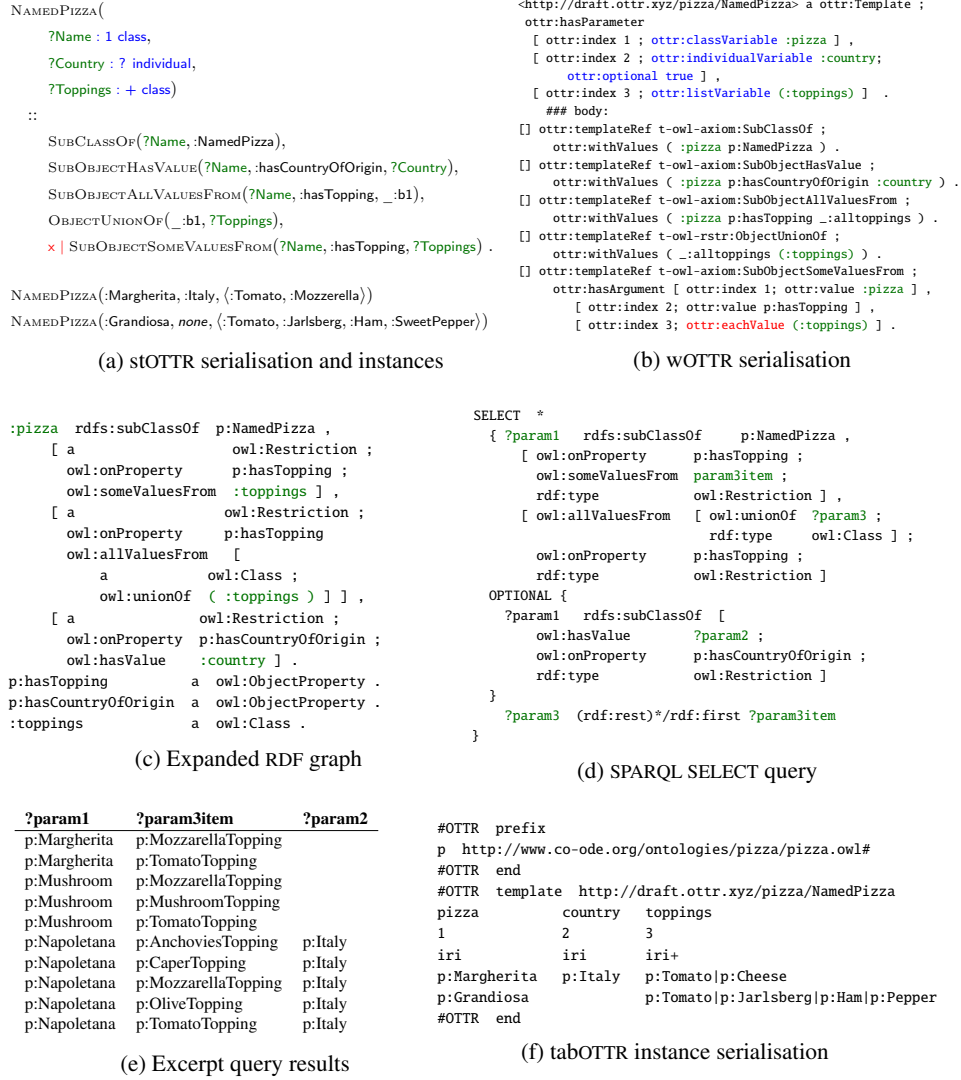 NAMEDPIZZA(
?Name : 1 class,
?Country : ? individual,
?Toppings : + class)
::
SUBCLASSOF(?Name, :NamedPizza),
SUBOBJECTHASVALUE(?Name, :hasCountryOfOrigin, ?Country),
SUBOBJECTALLVALUESFROM(?Name, :hasTopping, _:b1),
OBJECTUNIONOF(_:b1, ?Toppings),
x | SUBOBJECTSOMEVALUESFROM(?Name, :hasTopping, ?Toppings) .
NAMEDPIZZA(:Margherita, :Italy, ⟨:Tomato, :Mozzerella⟩)
NAMEDPIZZA(:Grandiosa, none, ⟨:Tomato, :Jarlsberg, :Ham, :SweetPepper⟩)
(a) stOTTR serialisation and instances
<http://draft.ottr.xyz/pizza/NamedPizza> a ottr:Template ;
ottr:hasParameter
[ ottr:index 1 ; ottr:classVariable :pizza ] ,
[ ottr:index 2 ; ottr:individualVariable :country;
ottr:optional true ] ,
[ ottr:index 3 ; ottr:listVariable (:toppings) ] .
### body:
[] ottr:templateRef t-owl-axiom:SubClassOf ;
ottr:withValues ( :pizza p:NamedPizza ) .
[] ottr:templateRef t-owl-axiom:SubObjectHasValue ;
ottr:withValues ( :pizza p:hasCountryOfOrigin :country ) .
[] ottr:templateRef t-owl-axiom:SubObjectAllValuesFrom ;
ottr:withValues ( :pizza p:hasTopping _:alltoppings ) .
[] ottr:templateRef t-owl-rstr:ObjectUnionOf ;
ottr:withValues ( _:alltoppings (:toppings) ) .
[] ottr:templateRef t-owl-axiom:SubObjectSomeValuesFrom ;
ottr:hasArgument [ ottr:index 1; ottr:value :pizza ] ,
[ ottr:index 2; ottr:value p:hasTopping ] ,
[ ottr:index 3; ottr:eachValue (:toppings) ] .
(b) wOTTR serialisation
:pizza rdfs:subClassOf p:NamedPizza ,
[ a owl:Restriction ;
owl:onProperty p:hasTopping ;
owl:someValuesFrom :toppings ] ,
[ a owl:Restriction ;
owl:onProperty p:hasTopping
owl:allValuesFrom [
a owl:Class ;
owl:unionOf ( :toppings ) ] ] ,
[ a owl:Restriction ;
owl:onProperty p:hasCountryOfOrigin ;
owl:hasValue :country ] .
p:hasTopping a owl:ObjectProperty .
p:hasCountryOfOrigin a owl:ObjectProperty .
:toppings a owl:Class .
(c) Expanded RDF graph
SELECT *
{ ?param1 rdfs:subClassOf p:NamedPizza ,
[ owl:onProperty p:hasTopping ;
owl:someValuesFrom param3item ;
rdf:type owl:Restriction ] ,
[ owl:allValuesFrom [ owl:unionOf ?param3 ;
rdf:type owl:Class ] ;
owl:onProperty p:hasTopping ;
rdf:type owl:Restriction ]
OPTIONAL {
?param1 rdfs:subClassOf [
owl:hasValue ?param2 ;
owl:onProperty p:hasCountryOfOrigin ;
rdf:type owl:Restriction ]
}
?param3 (rdf:rest)*/rdf:first ?param3item
}
(d) SPARQL SELECT query
?param1 ?param3item ?param2
p:Margherita p:MozzarellaTopping
p:Margherita p:TomatoTopping
p:Mushroom p:MozzarellaTopping
p:Mushroom p:MushroomTopping
p:Mushroom p:TomatoTopping
p:Napoletana p:AnchoviesTopping p:Italy
p:Napoletana p:CaperTopping p:Italy
p:Napoletana p:MozzarellaTopping p:Italy
p:Napoletana p:OliveTopping p:Italy
p:Napoletana p:TomatoTopping p:Italy
(e) Excerpt query results
#OTTR prefix
p http://www.co-ode.org/ontologies/pizza/pizza.owl#
#OTTR end
#OTTR template http://draft.ottr.xyz/pizza/NamedPizza
pizza country toppings
1 2 3
iri iri iri+
p:Margherita p:Italy p:Tomato|p:Cheese
p:Grandiosa p:Tomato|p:Jarlsberg|p:Ham|p:Pepper
#OTTR end
(f) tabOTTR instance serialisation